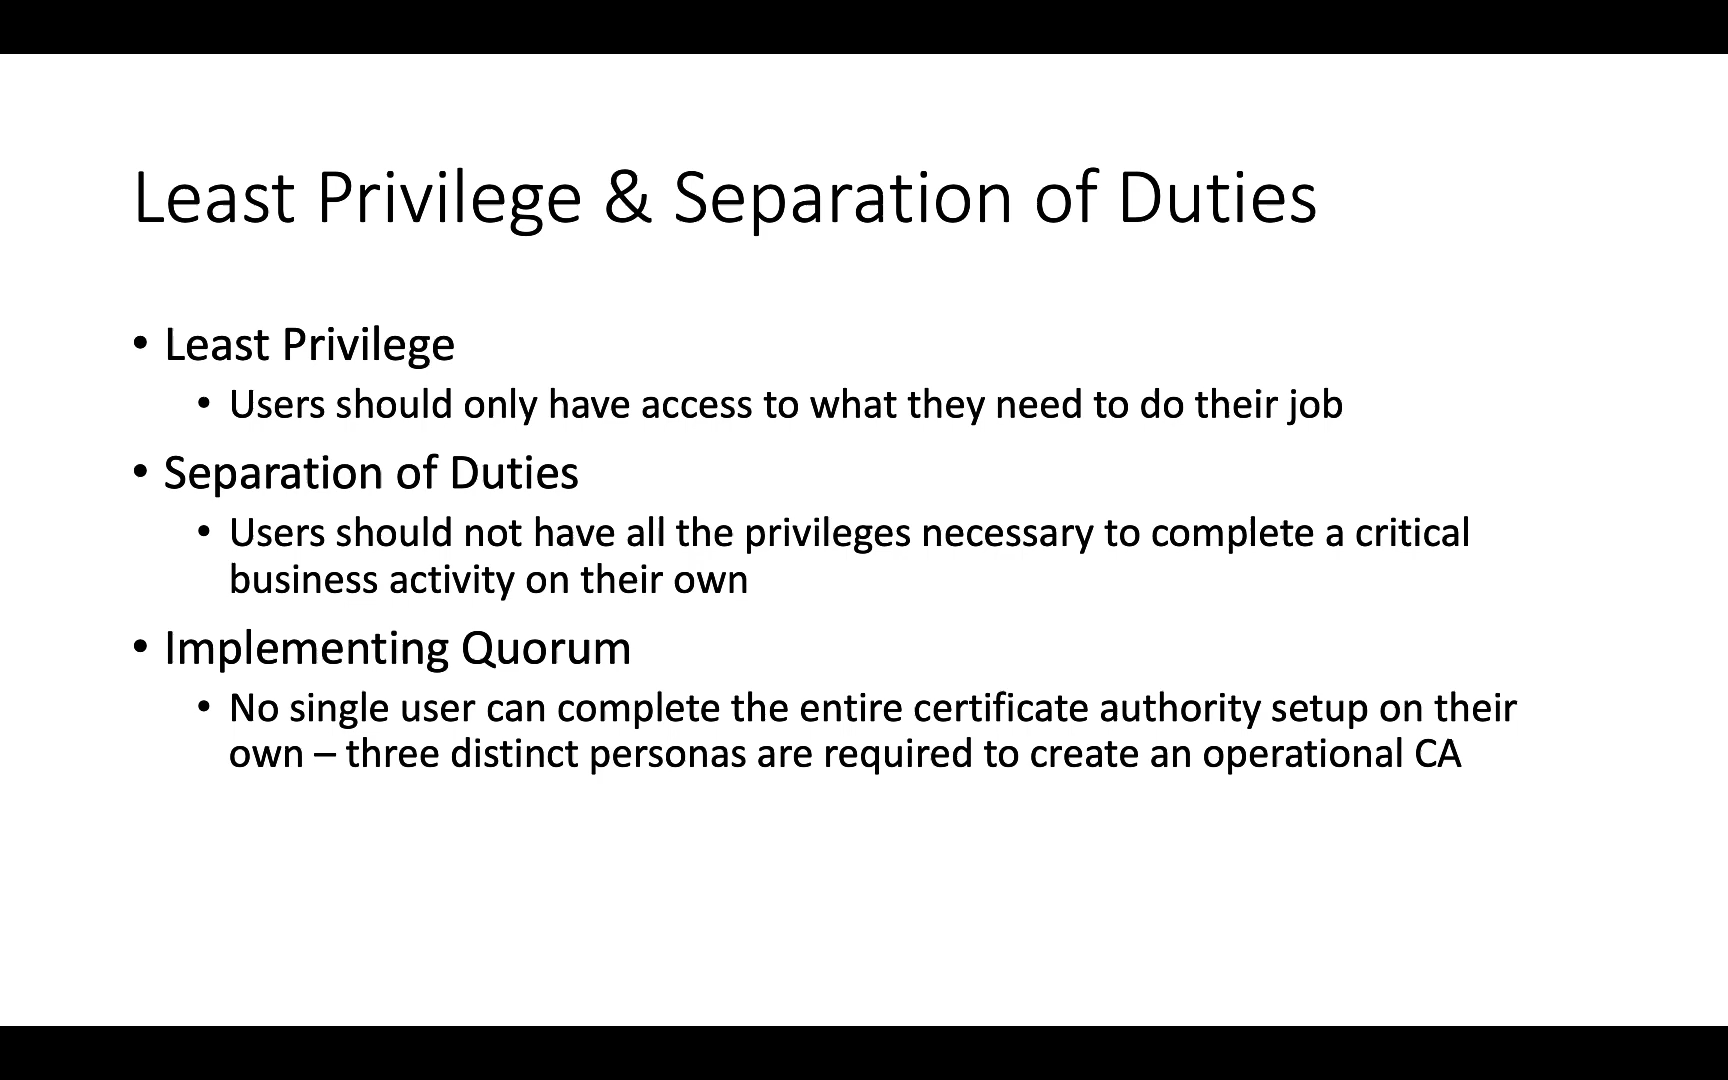 Least Privilege & Separation of Duties
• Least Privilege
• Users should only have access to what they need to do their job
• Separation of Duties
• Users should not have all the privileges necessary to complete a critical
business activity on their own
• Implementing Quorum
• No single user can complete the entire certificate authority setup on their
own – three distinct personas are required to create an operational CA